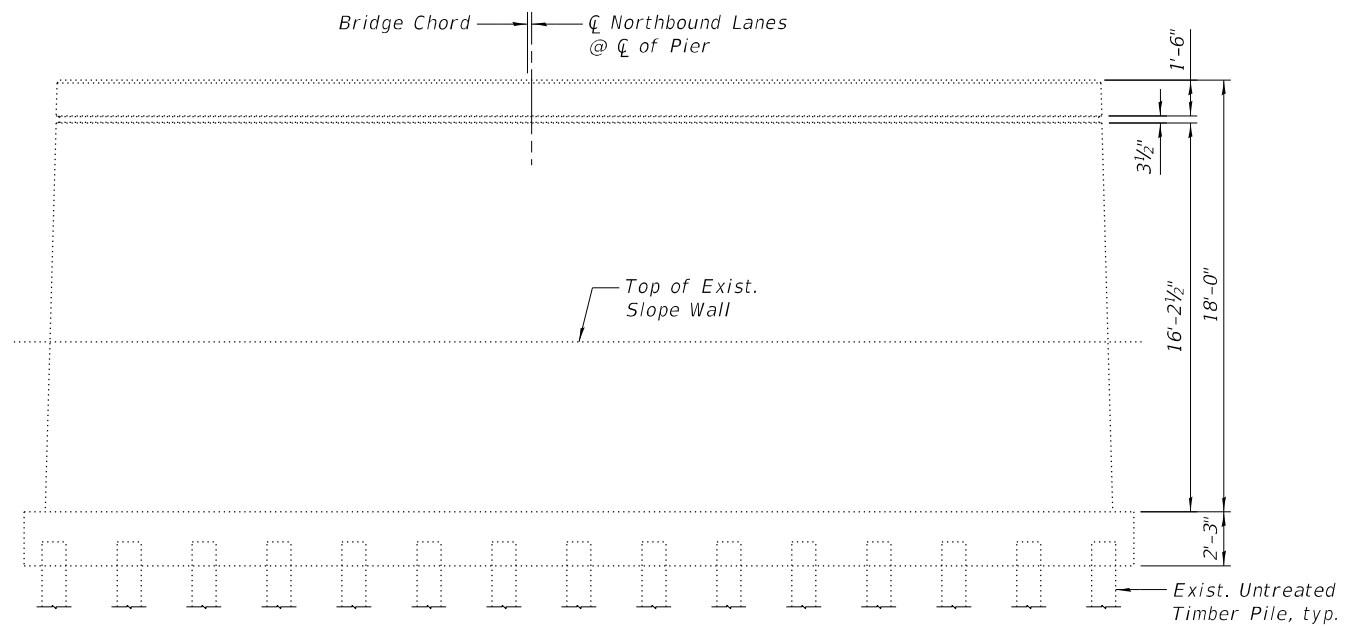 Bridge Chord
℄ Northbound Lanes
@ ℄ of Pier
1'-6"
3½"
Top of Exist.
Slope Wall
16'-2½"
18'-0"
2'-3"
Exist. Untreated
Timber Pile, typ.